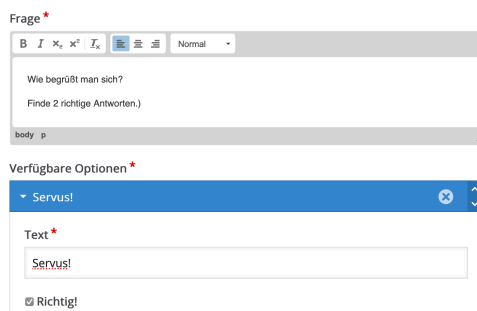 Frage *
B I x₂ x² Tx Normal
Wie begrüßt man sich?
Finde 2 richtige Antworten.)
body p
Verfügbare Optionen *
Servus!
Text *
Servus!
Richtig!